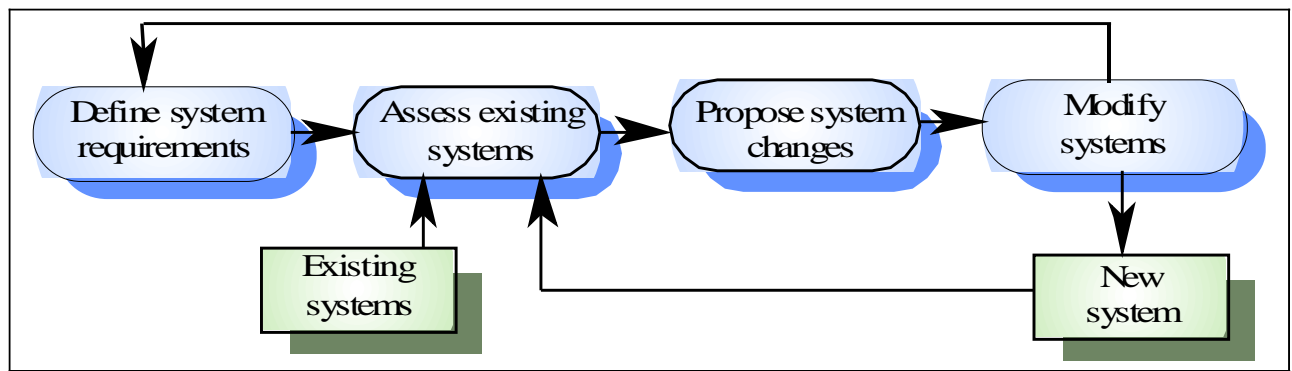 Define system
requirements
Assess existing
systems
Propose system
changes
Modify
systems
Existing
systems
New
system